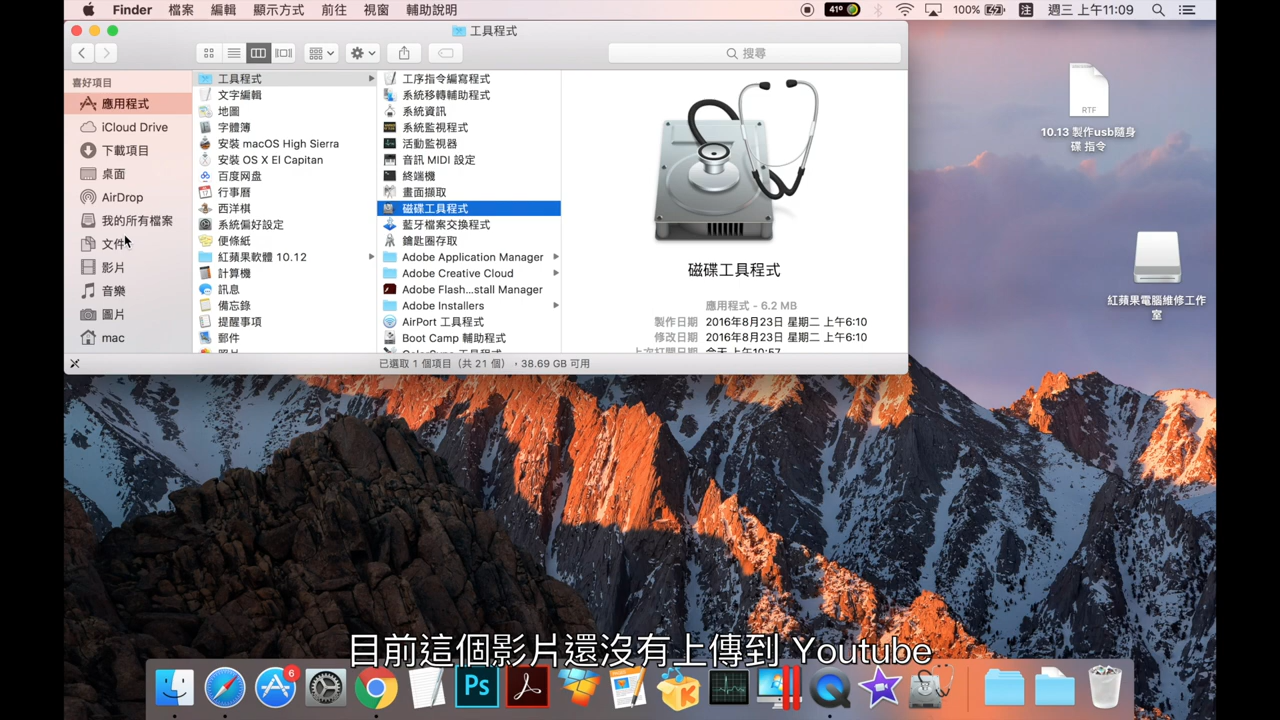 Finder 檔案 編輯 顯示方式 前往 視窗 輔助說明
41° 100% 注 週三 上午11:09
工具程式
搜尋
喜好項目
應用程式
iCloud Drive
下載項目
桌面
AirDrop
我的所有檔案
文件
影片
音樂
圖片
mac
工具程式
文字編輯
地圖
字體簿
安裝 macOS High Sierra
安裝 OS X El Capitan
百度网盘
行事曆
西洋棋
系統偏好設定
便條紙
紅蘋果軟體 10.12
計算機
訊息
備忘錄
提醒事項
郵件
工序指令編寫程式
系統移轉輔助程式
系統資訊
系統監視程式
活動監視器
音訊 MIDI 設定
終端機
畫面擷取
磁碟工具程式
藍牙檔案交換程式
鑰匙圈存取
Adobe Application Manager
Adobe Creative Cloud
Adobe Flash...stall Manager
Adobe Installers
AirPort 工具程式
Boot Camp 輔助程式
磁碟工具程式
應用程式 - 6.2 MB
製作日期 2016年8月23日 星期二 上午6:10
修改日期 2016年8月23日 星期二 上午6:10
已選取 1 個項目（共 21 個），38.69 GB 可用
RTF
10.13 製作usb隨身
碟 指令
紅蘋果電腦維修工作
室
目前這個影片還沒有上傳到 Youtube
6
Ps